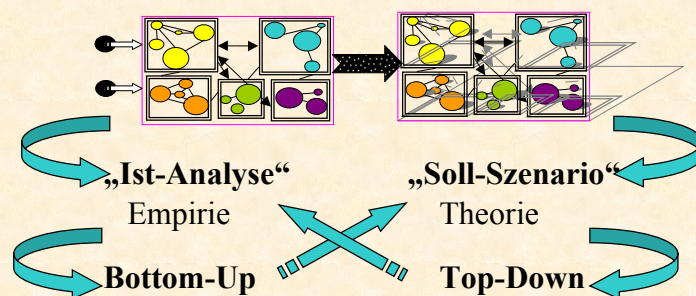 „Ist-Analyse“ „Soll-Szenario“
Empirie Theorie
Bottom-Up Top-Down